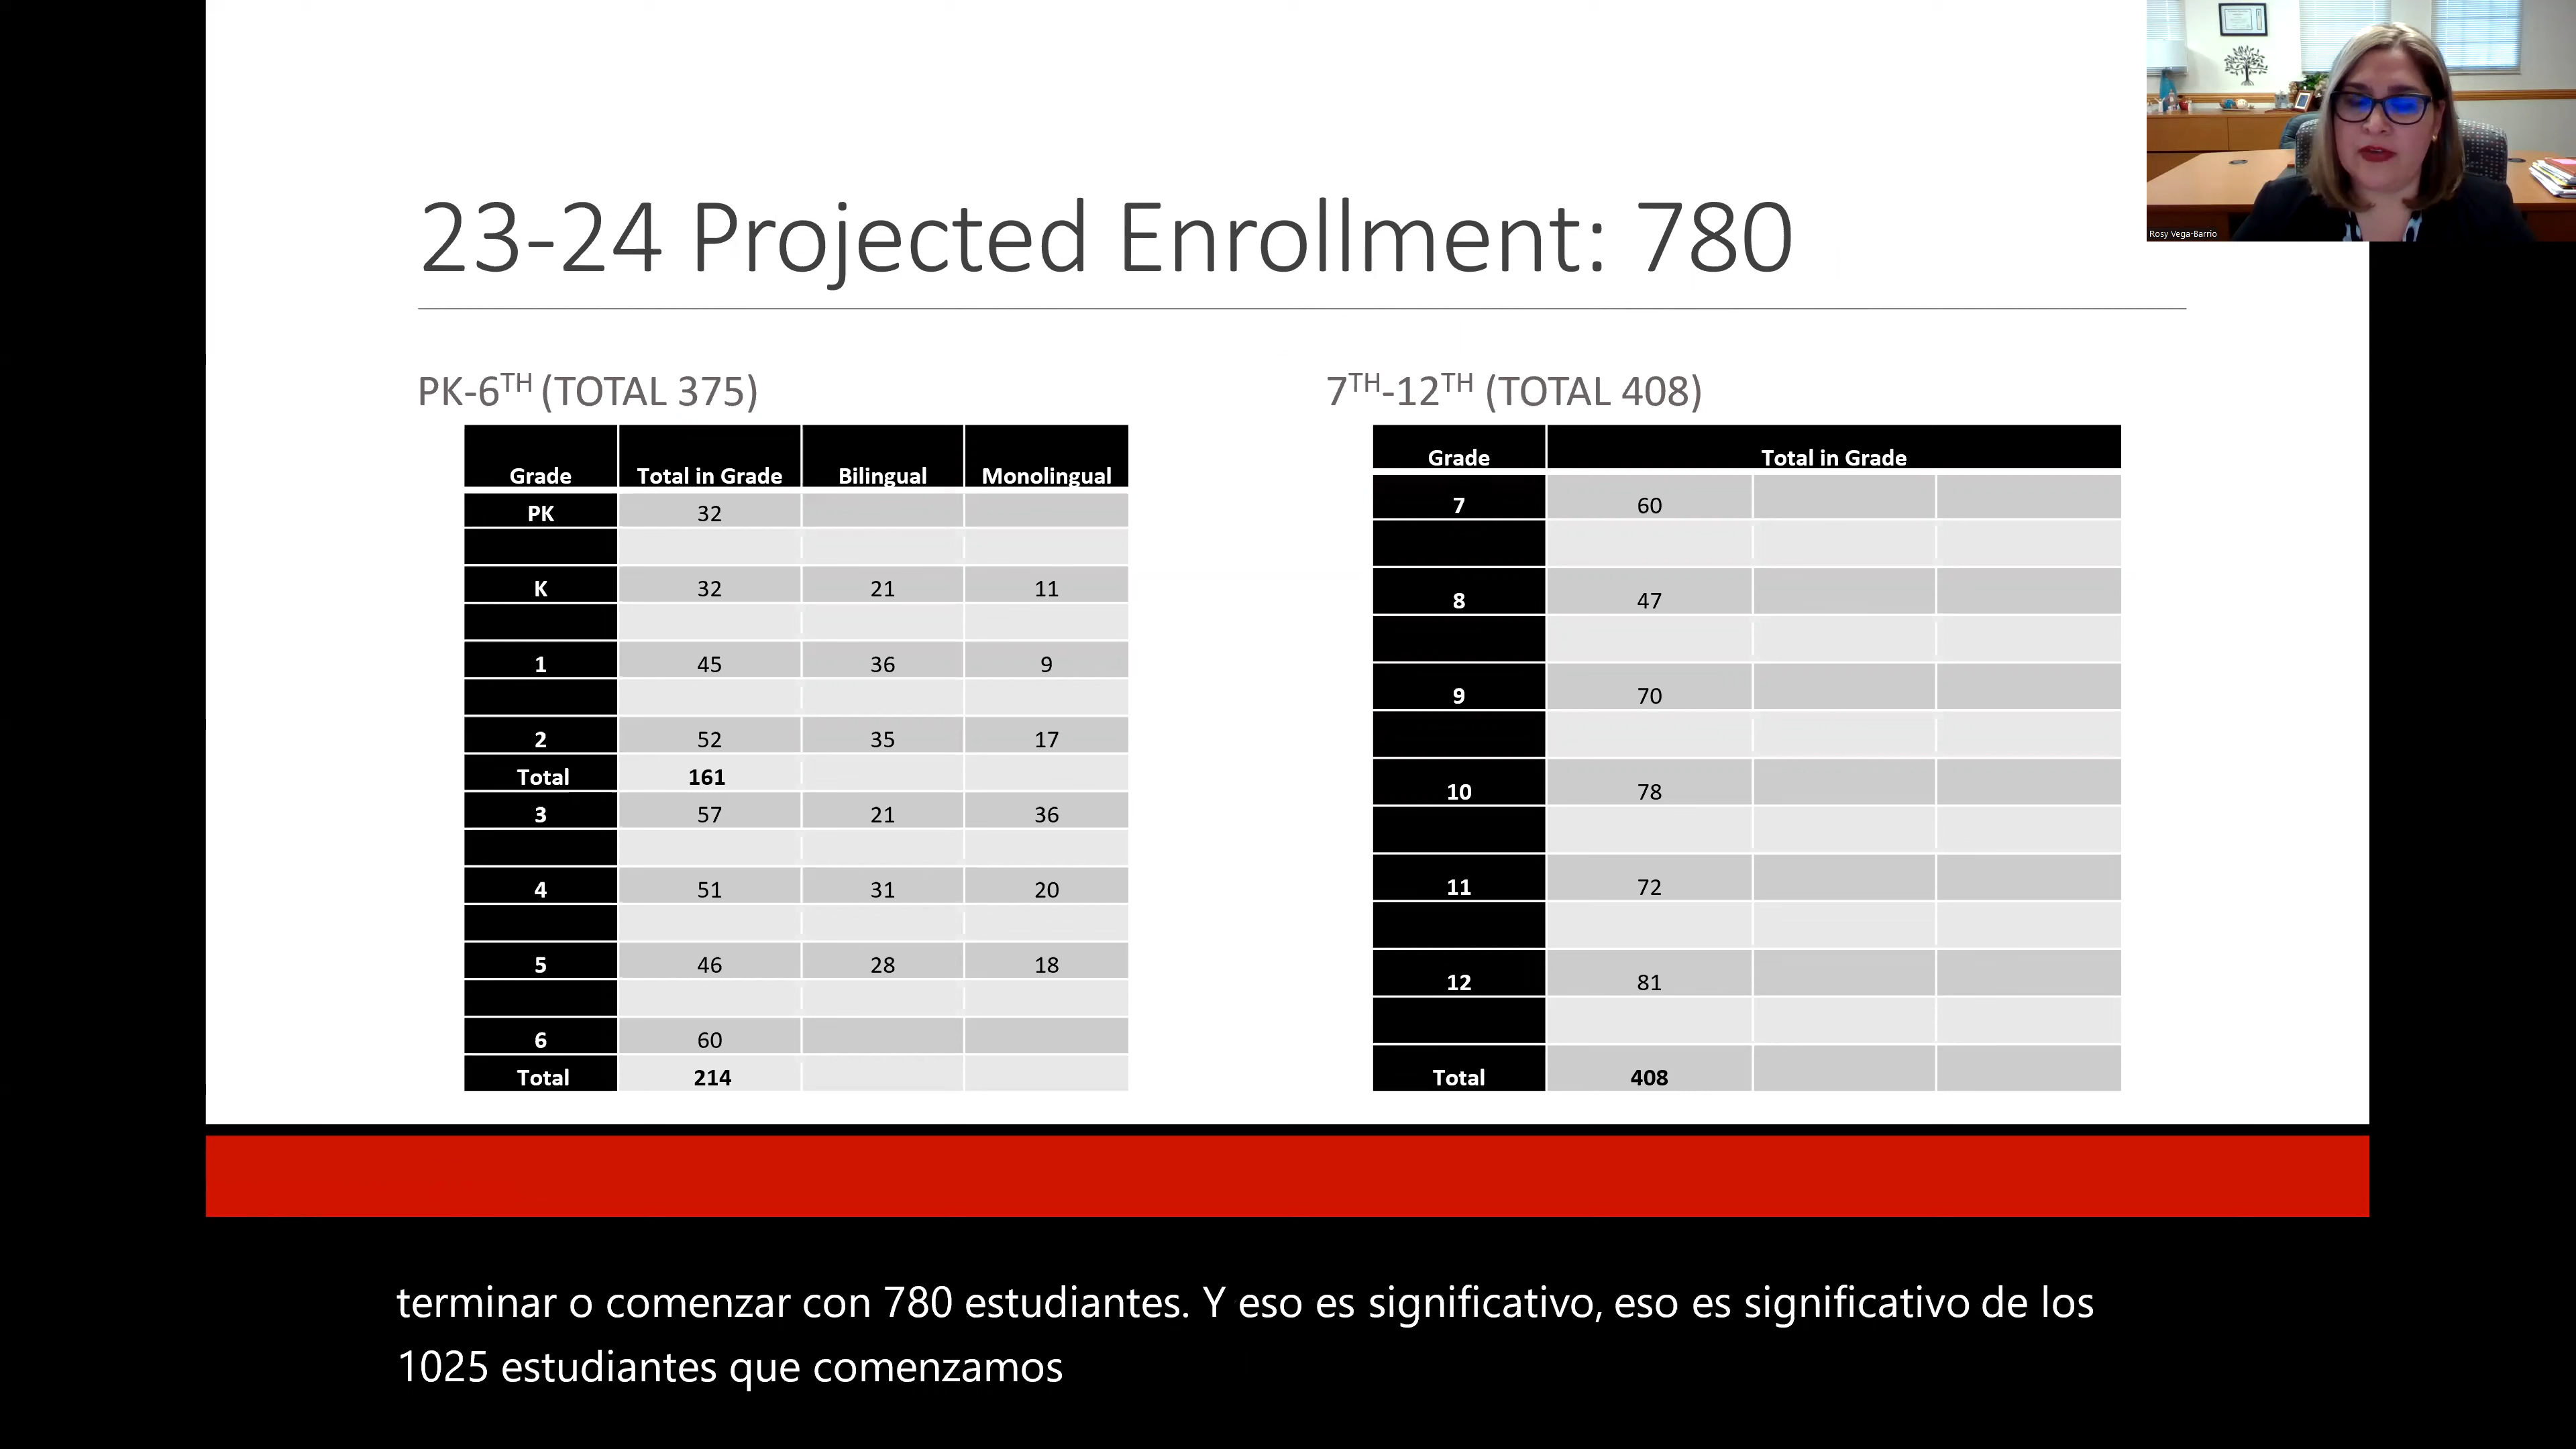 23-24 Projected Enrollment: 780
Rosy Vega-Barrio
PK-6TH (TOTAL 375)
Grade Total in Grade Bilingual Monolingual
PK 32
K 32 21 11
1 45 36 9
2 52 35 17
Total 161
3 57 21 36
4 51 31 20
5 46 28 18
6 60
Total 214
7TH-12TH (TOTAL 408)
Grade Total in Grade
7 60
8 47
9 70
10 78
11 72
12 81
Total 408
terminar o comenzar con 780 estudiantes. Y eso es significativo, eso es significativo de los
1025 estudiantes que comenzamos